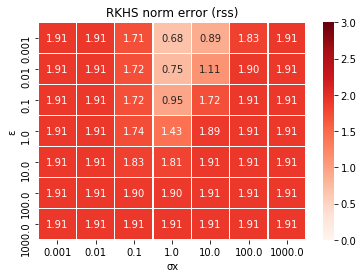 RKHS norm error (rss)
0.001 1.91 1.91 1.71 0.68 0.89 1.83 1.91
0.01 1.91 1.91 1.72 0.75 1.11 1.90 1.91
0.1 1.91 1.91 1.72 0.95 1.72 1.91 1.91
1.0 1.91 1.91 1.74 1.43 1.89 1.91 1.91
10.0 1.91 1.91 1.83 1.81 1.91 1.91 1.91
100.0 1.91 1.91 1.90 1.90 1.91 1.91 1.91
1000.0 1.91 1.91 1.91 1.91 1.91 1.91 1.91
0.001 0.01 0.1 1.0 10.0 100.0 1000.0
σx
ε
3.0
2.5
2.0
1.5
1.0
0.5
0.0